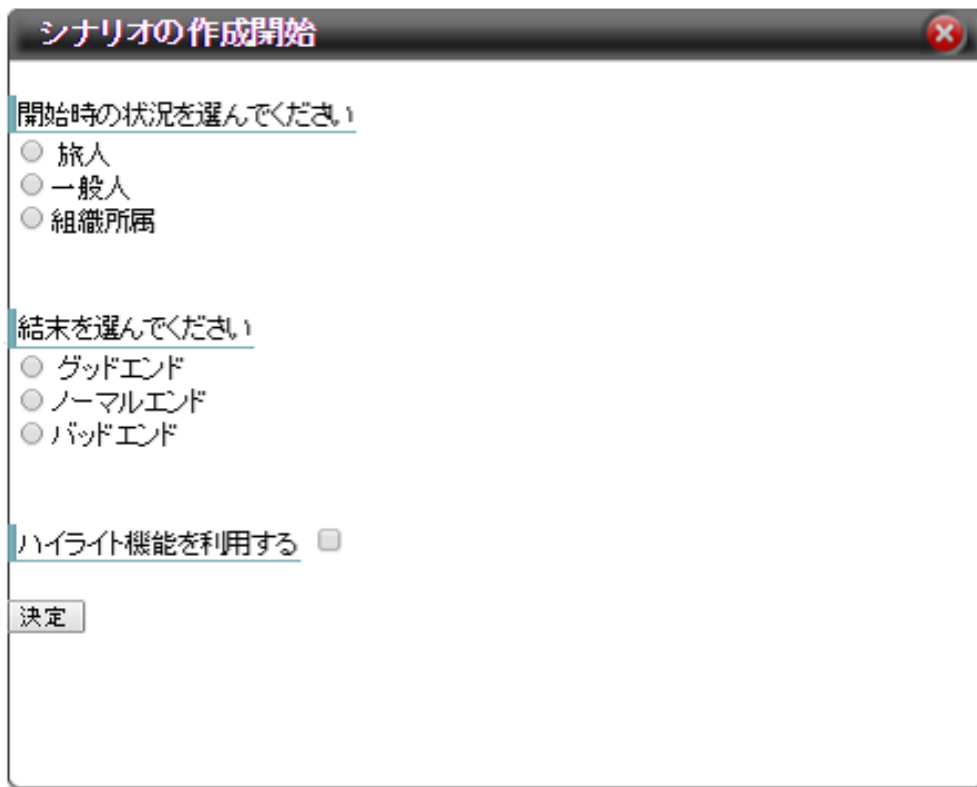 シナリオの作成開始
開始時の状況を選んでください
旅人
一般人
組織所属
結末を選んでください
グッドエンド
ノーマルエンド
バッドエンド
ハイライト機能を利用する
決定